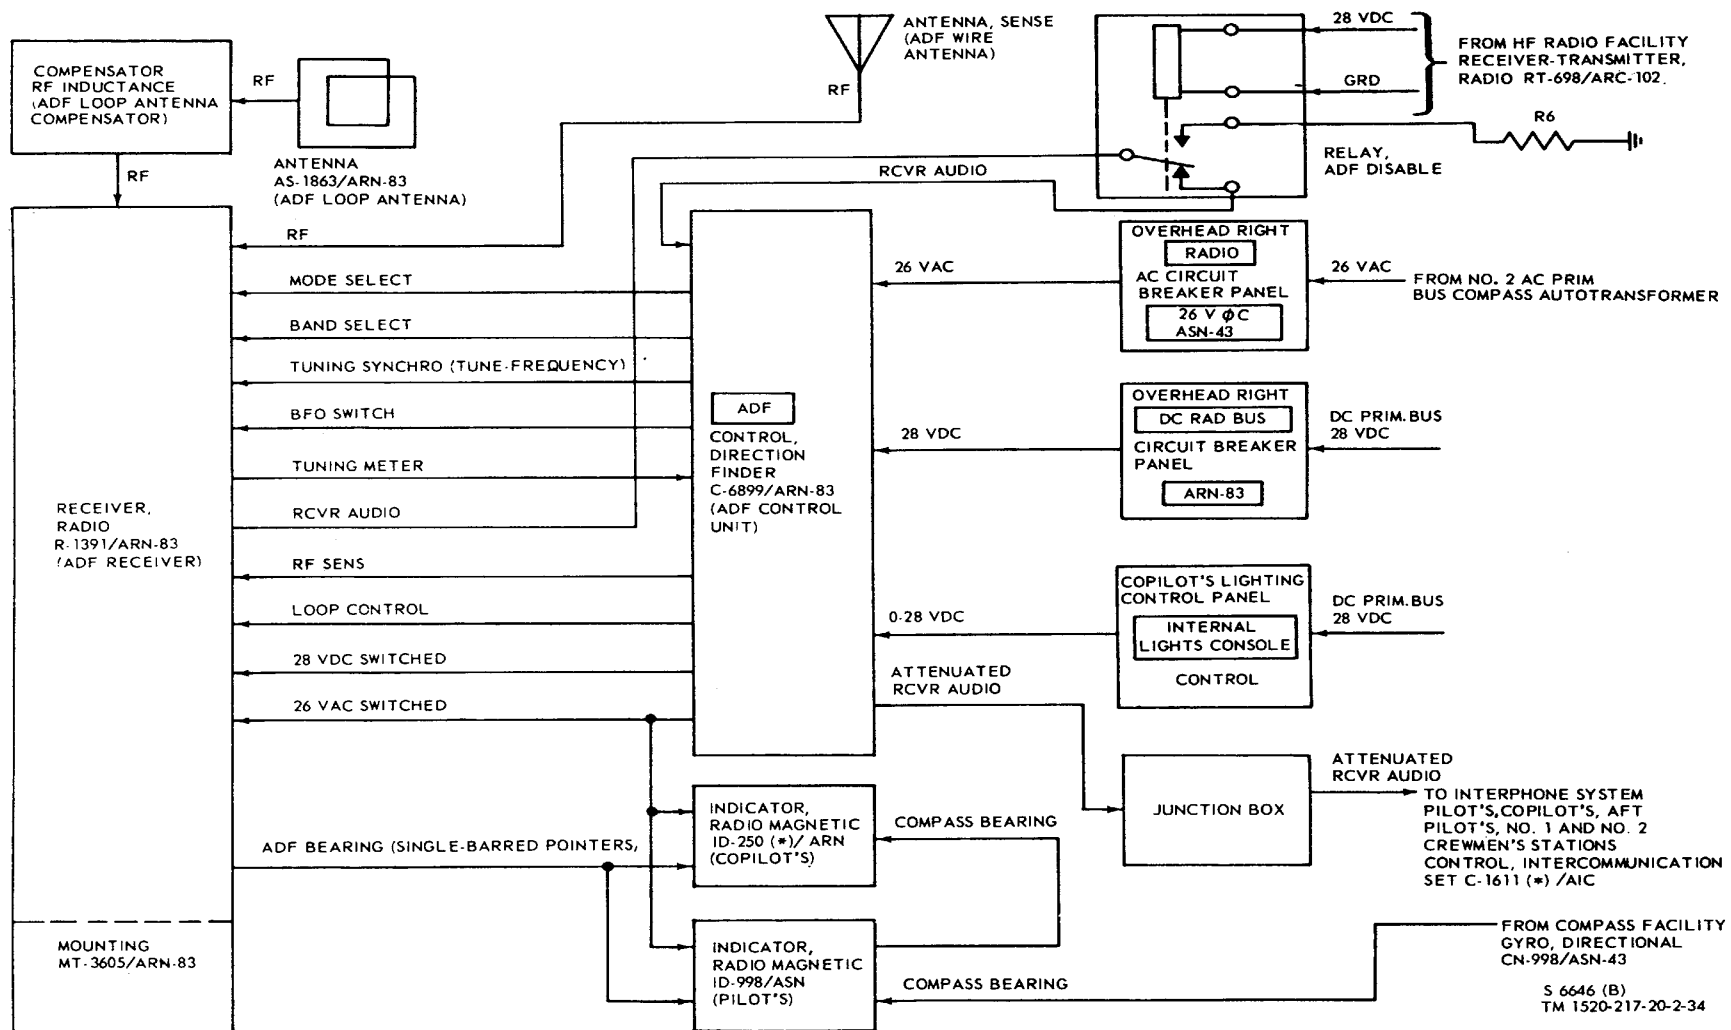 COMPENSATOR
RF INDUCTANCE
(ADF LOOP ANTENNA
COMPENSATOR)
RF
RF
ANTENNA
AS-1863/ARN-83
(ADF LOOP ANTENNA)
ANTENNA, SENSE
(ADF WIRE
ANTENNA)
RF
28 VDC
GRD
FROM HF RADIO FACILITY
RECEIVER-TRANSMITTER,
RADIO RT-698/ARC-102.
R6
RELAY,
ADF DISABLE
RCVR AUDIO
RF
MODE SELECT
BAND SELECT
TUNING SYNCHRO (TUNE-FREQUENCY)
BFO SWITCH
TUNING METER
RCVR AUDIO
RF SENS
LOOP CONTROL
28 VDC SWITCHED
26 VAC SWITCHED
ADF BEARING (SINGLE-BARRED POINTERS,
RECEIVER,
RADIO
R-1391/ARN-83
(ADF RECEIVER)
MOUNTING
MT-3605/ARN-83
ADF
CONTROL,
DIRECTION
FINDER
C-6899/ARN-83
(ADF CONTROL
UNIT)
26 VAC
OVERHEAD RIGHT
RADIO
AC CIRCUIT
BREAKER PANEL
26 V ϕ C
ASN-43
26 VAC
FROM NO. 2 AC PRIM
BUS COMPASS AUTOTRANSFORMER
28 VDC
OVERHEAD RIGHT
DC RAD BUS
CIRCUIT BREAKER
PANEL
ARN-83
DC PRIM.BUS
28 VDC
0-28 VDC
COPILOT'S LIGHTING
CONTROL PANEL
INTERNAL
LIGHTS CONSOLE
CONTROL
DC PRIM.BUS
28 VDC
ATTENUATED
RCVR AUDIO
JUNCTION BOX
ATTENUATED
RCVR AUDIO
TO INTERPHONE SYSTEM
PILOT'S,COPILOT'S, AFT
PILOT'S, NO. 1 AND NO. 2
CREWMEN'S STATIONS
CONTROL, INTERCOMMUNICATION
SET C-1611 (*) /AIC
INDICATOR,
RADIO MAGNETIC
ID-250 (*)/ ARN
(COPILOT'S)
COMPASS BEARING
INDICATOR,
RADIO MAGNETIC
ID-998/ASN
(PILOT'S)
COMPASS BEARING
FROM COMPASS FACILITY
GYRO, DIRECTIONAL
CN-998/ASN-43
S 6646 (B)
TM 1520-217-20-2-34